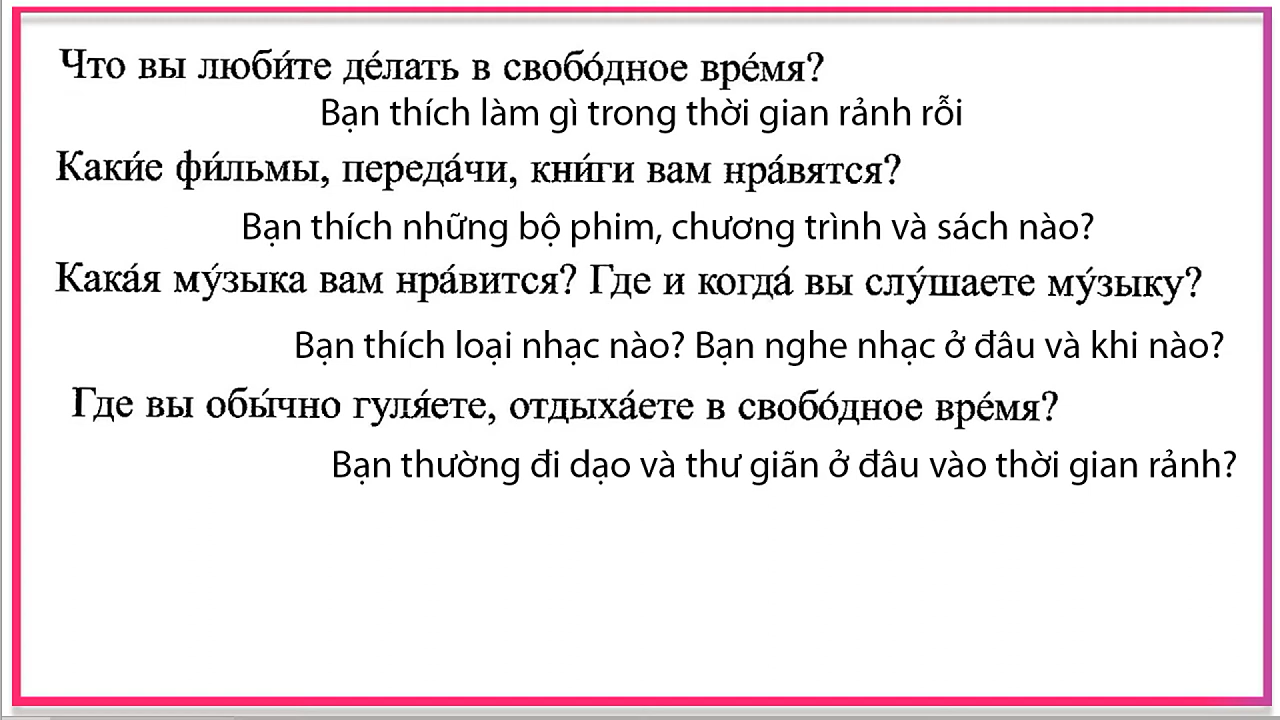 Что вы люби́те де́лать в свобо́дное вре́мя?
Bạn thích làm gì trong thời gian rảnh rỗi
Каки́е фи́льмы, переда́чи, кни́ги вам нра́вятся?
Bạn thích những bộ phim, chương trình và sách nào?
Кака́я му́зыка вам нра́вится? Где и когда́ вы слу́шаете му́зыку?
Bạn thích loại nhạc nào? Bạn nghe nhạc ở đâu và khi nào?
Где вы обы́чно гуля́ете, отдыха́ете в свобо́дное вре́мя?
Bạn thường đi dạo và thư giãn ở đâu vào thời gian rảnh?